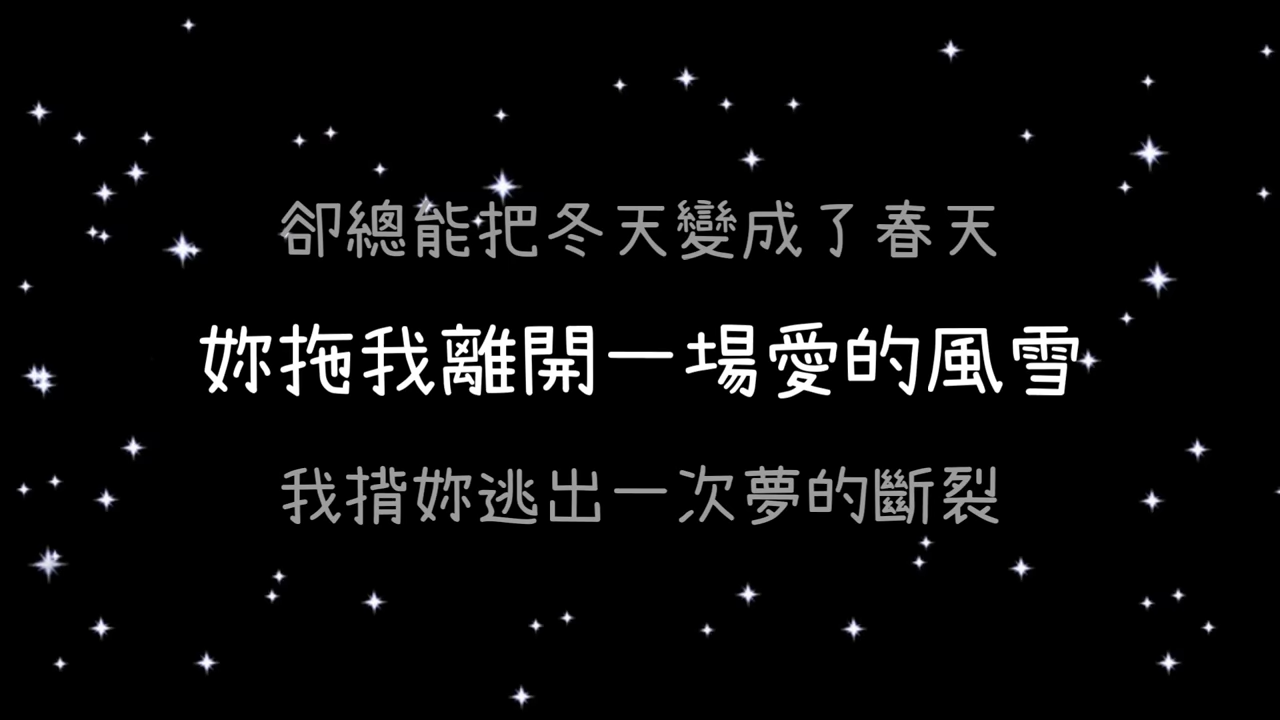 卻總能把冬天變成了春天
妳拖我離開一場愛的風雪
我揹妳逃出一次夢的斷裂